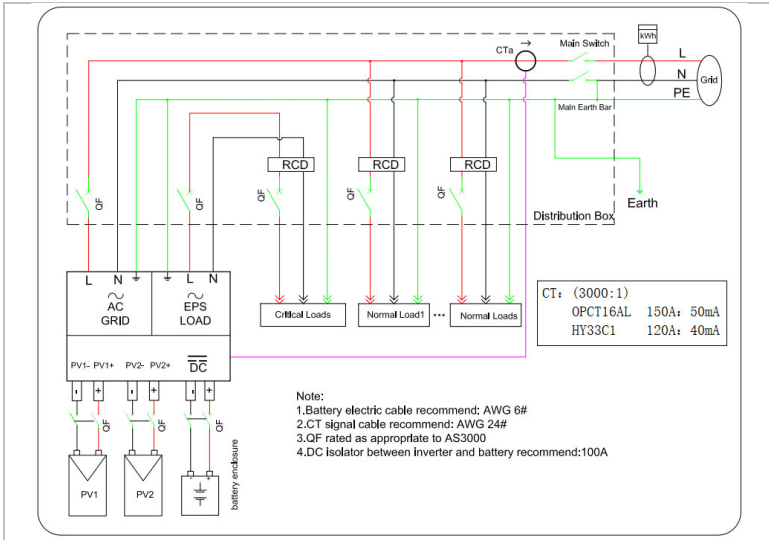 kWh
CTa
→
Main Switch
L
N
Grid
PE
Main Earth Bar
RCD
RCD
RCD
QF
QF
QF
QF
QF
Earth
Distribution Box
L N
L N
AC
GRID
EPS
LOAD
Critical Loads
Normal Load1
•••
Normal Loads
CT: (3000:1)
OPCT16AL 150A: 50mA
HY33C1 120A: 40mA
PV1- PV1+ PV2- PV2+ DC
- + - + - +
QF
QF
QF
PV1
PV2
- +
battery enclosure
Note:
1.Battery electric cable recommend: AWG 6#
2.CT signal cable recommend: AWG 24#
3.QF rated as appropriate to AS3000
4.DC isolator between inverter and battery recommend:100A